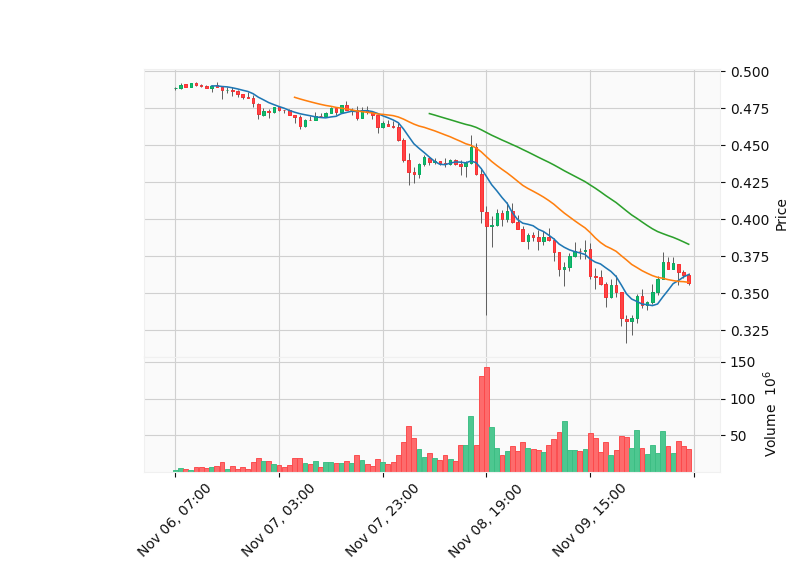 0.500
0.475
0.450
0.425
0.400
0.375
0.350
0.325
Price
150
100
50
Volume 10^6
Nov 06, 07:00
Nov 07, 03:00
Nov 07, 23:00
Nov 08, 19:00
Nov 09, 15:00